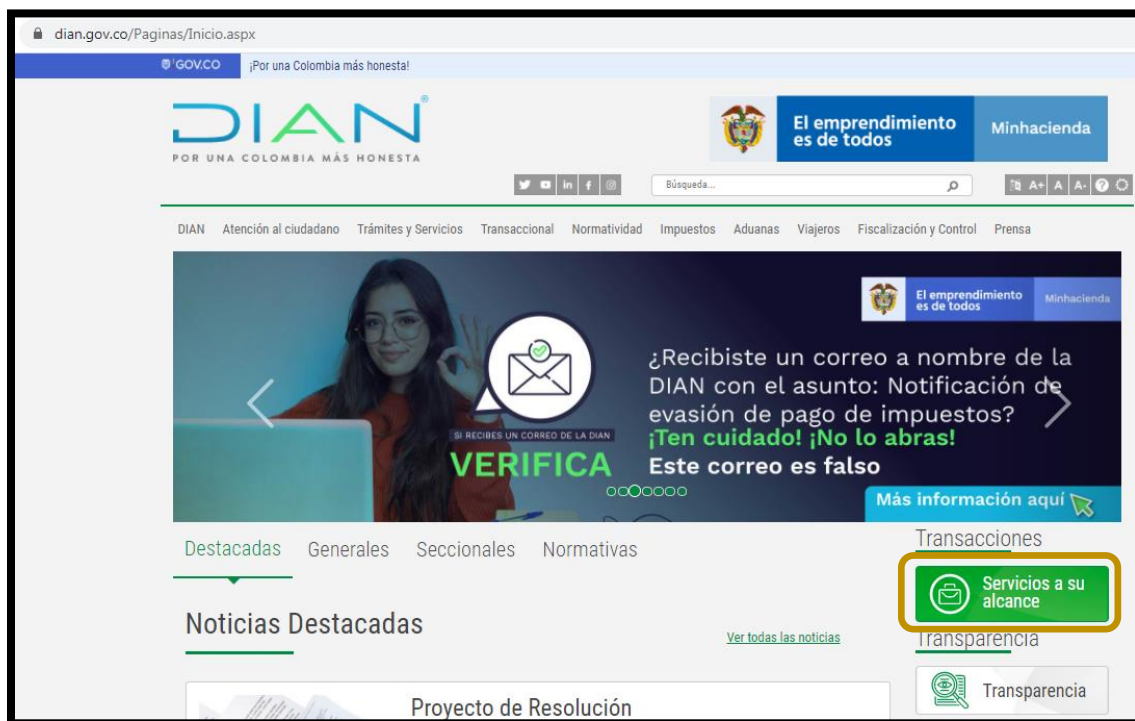 dian.gov.co/Paginas/Inicio.aspx
GOV.CO ¡Por una Colombia más honesta!
DIAN®
POR UNA COLOMBIA MÁS HONESTA
El emprendimiento
es de todos
Minhacienda
in f
Búsqueda...
A+ A A- ?
DIAN Atención al ciudadano Trámites y Servicios Transaccional Normatividad Impuestos Aduanas Viajeros Fiscalización y Control Prensa
El emprendimiento
es de todos
Minhacienda
¿Recibiste un correo a nombre de la
DIAN con el asunto: Notificación de
evasión de pago de impuestos?
¡Ten cuidado! ¡No lo abras!
Este correo es falso
SI RECIBES UN CORREO DE LA DIAN
VERIFICA
Más información aquí
Destacadas Generales Seccionales Normativas
Transacciones
Servicios a su
alcance
Noticias Destacadas
Ver todas las noticias
Transparencia
Transparencia
Proyecto de Resolución